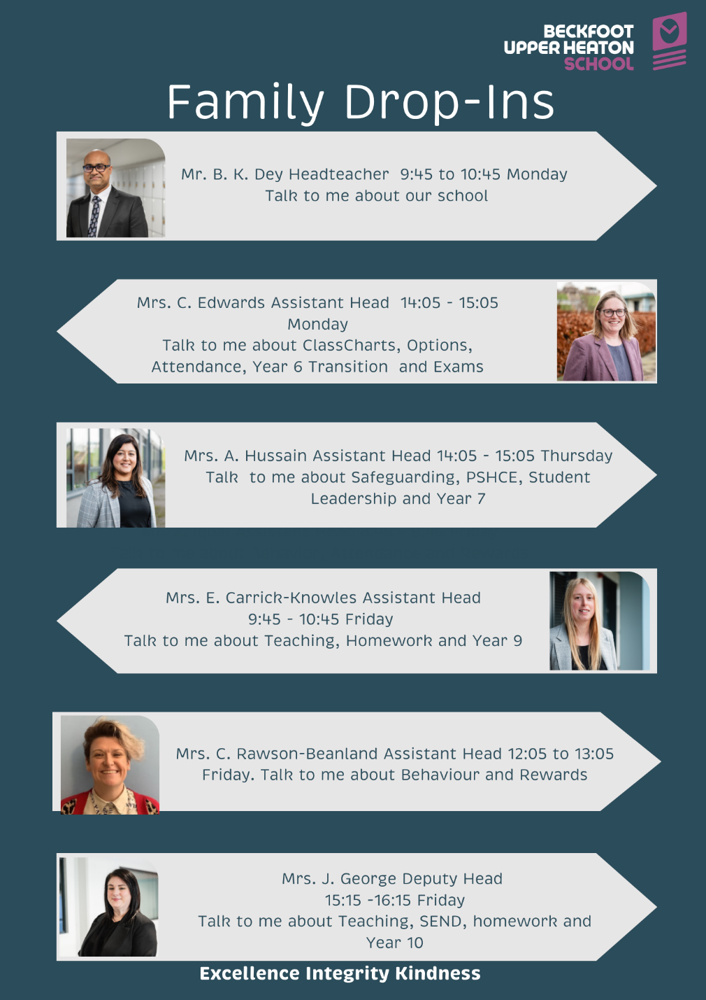 BECKFOOT
UPPER HEATON
SCHOOL
Family Drop-Ins
Mr. B. K. Dey Headteacher  9:45 to 10:45 Monday
Talk to me about our school
Mrs. C. Edwards Assistant Head  14:05 - 15:05
Monday
Talk to me about ClassCharts, Options,
Attendance, Year 6 Transition  and Exams
Mrs. A. Hussain Assistant Head 14:05 - 15:05 Thursday
Talk  to me about Safeguarding, PSHCE, Student
Leadership and Year 7
Mrs. E. Carrick-Knowles Assistant Head
9:45 - 10:45 Friday
Talk to me about Teaching, Homework and Year 9
Mrs. C. Rawson-Beanland Assistant Head 12:05 to 13:05
Friday. Talk to me about Behaviour and Rewards
Mrs. J. George Deputy Head
15:15 -16:15 Friday
Talk to me about Teaching, SEND, homework and
Year 10
Excellence Integrity Kindness